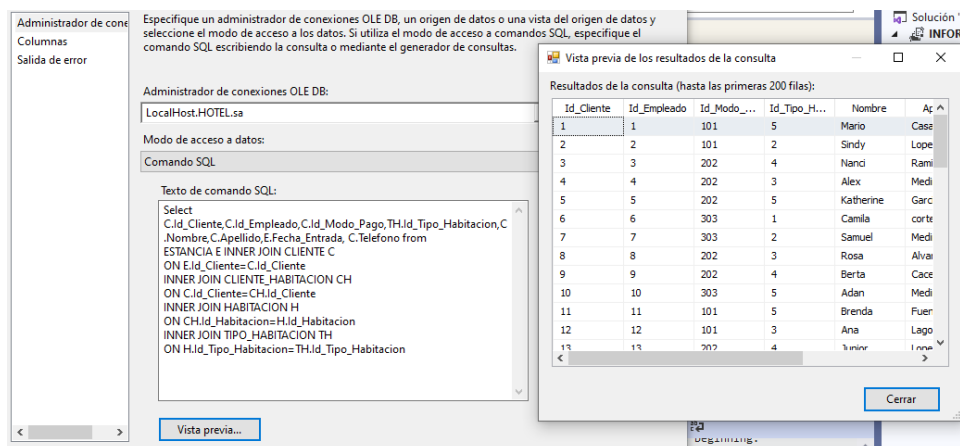 Administrador de cone
Columnas
Salida de error
Especifique un administrador de conexiones OLE DB, un origen de datos o una vista del origen de datos y
seleccione el modo de acceso a los datos. Si utiliza el modo de acceso a comandos SQL, especifique el
comando SQL escribiendo la consulta o mediante el generador de consultas.
Administrador de conexiones OLE DB:
LocalHost.HOTEL.sa
Modo de acceso a datos:
Comando SQL
Texto de comando SQL:
Select
C.Id_Cliente,C.Id_Empleado,C.Id_Modo_Pago,TH.Id_Tipo_Habitacion,C
.Nombre,C.Apellido,E.Fecha_Entrada, C.Telefono from
ESTANCIA E INNER JOIN CLIENTE C
ON E.Id_Cliente=C.Id_Cliente
INNER JOIN CLIENTE_HABITACION CH
ON C.Id_Cliente=CH.Id_Cliente
INNER JOIN HABITACION H
ON CH.Id_Habitacion=H.Id_Habitacion
INNER JOIN TIPO_HABITACION TH
ON H.Id_Tipo_Habitacion=TH.Id_Tipo_Habitacion
Vista previa...
Solución "
INFOR
Vista previa de los resultados de la consulta
Resultados de la consulta (hasta las primeras 200 filas):
Id_Cliente Id_Empleado Id_Modo_... Id_Tipo_H... Nombre Ap
1 1 101 5 Mario Casa
2 2 101 2 Sindy Lope
3 3 202 4 Nanci Rami
4 4 202 3 Alex Medi
5 5 202 5 Katherine Garc
6 6 303 1 Camila corte
7 7 303 2 Samuel Medi
8 8 202 3 Rosa Alvar
9 9 202 4 Berta Cace
10 10 303 5 Adan Medi
11 11 101 5 Brenda Fuer
12 12 101 3 Ana Lago
13 13 202 4 Junior Lope
Cerrar
beginning.